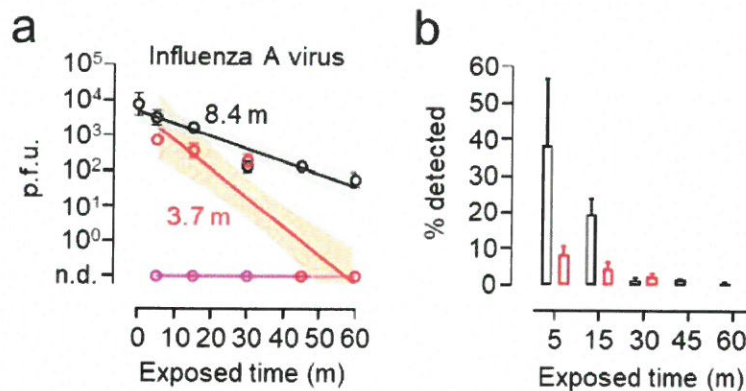 a
Influenza A virus
10⁵
10⁴
10³
10²
10¹
10⁰
n.d.
p.f.u.
8.4 m
3.7 m
0 10 20 30 40 50 60
Exposed time (m)
b
60
50
40
30
20
10
0
% detected
5 15 30 45 60
Exposed time (m)